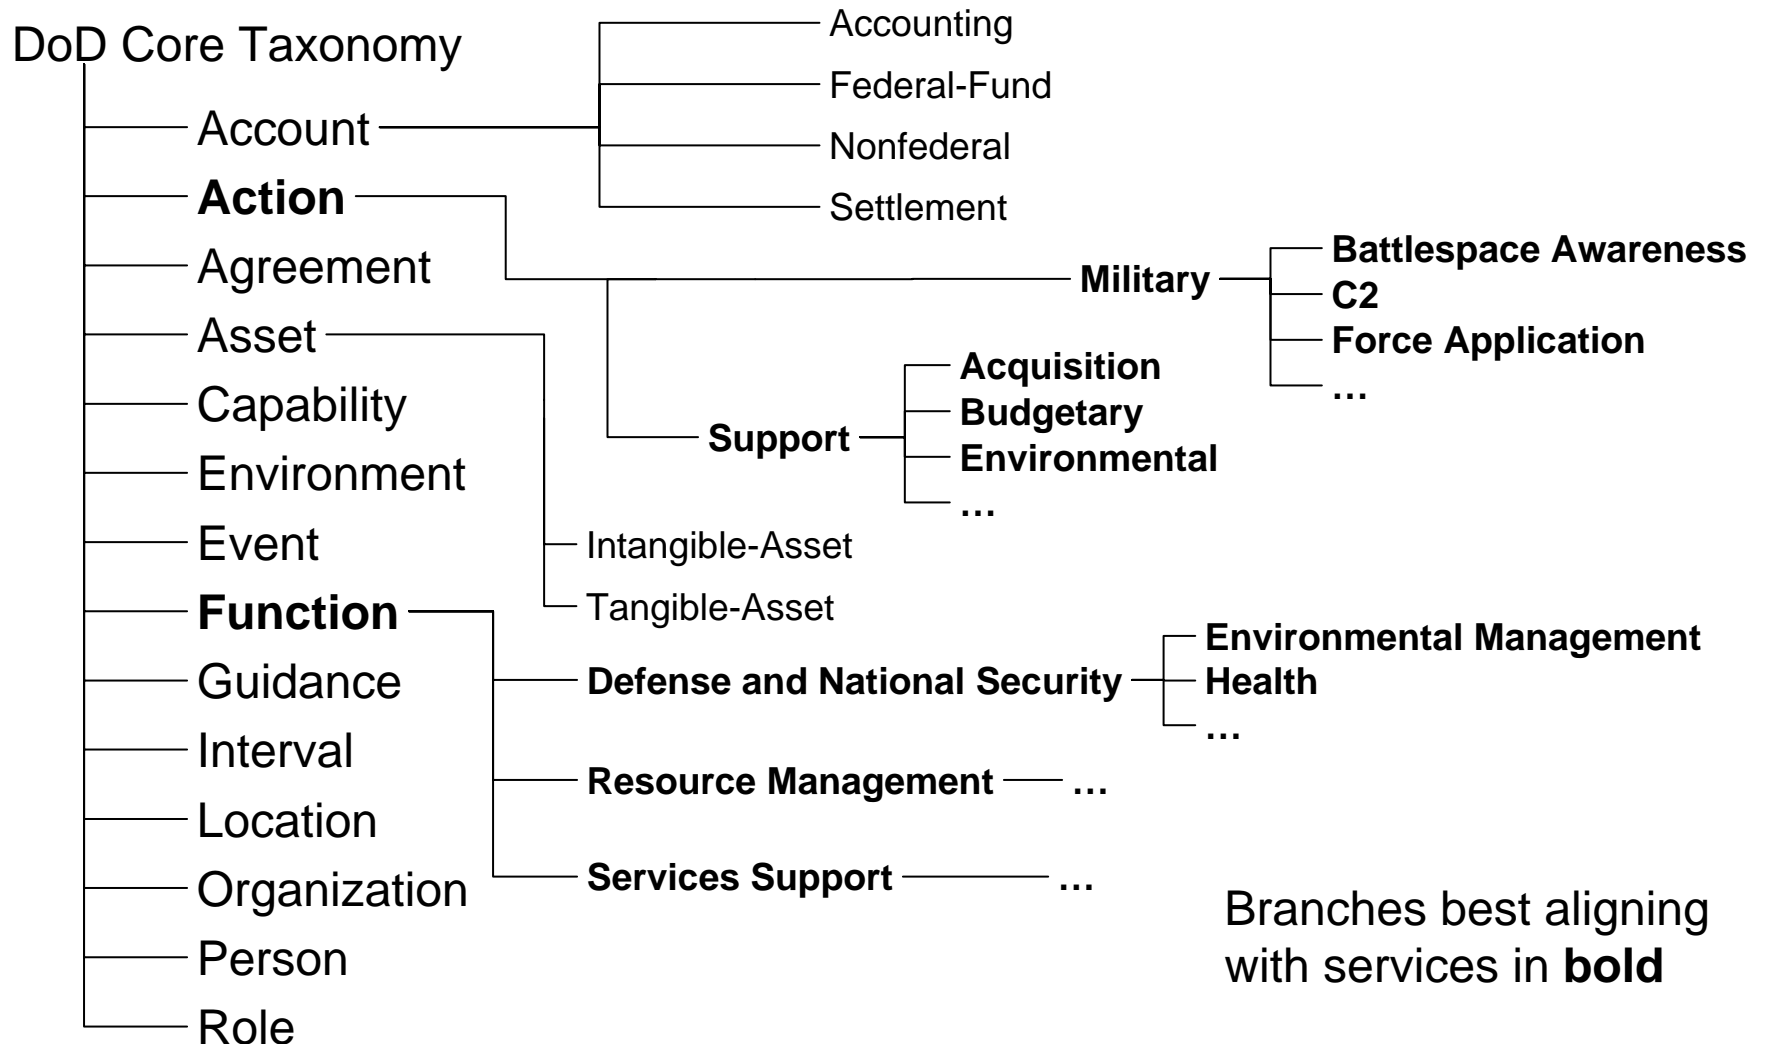 DoD Core Taxonomy
Account
Accounting
Federal-Fund
Nonfederal
Settlement
Action
Military
Battlespace Awareness
C2
Force Application
...
Support
Acquisition
Budgetary
Environmental
...
Agreement
Asset
Intangible-Asset
Tangible-Asset
Capability
Environment
Event
Function
Defense and National Security
Environmental Management
Health
...
Resource Management
...
Services Support
...
Guidance
Interval
Location
Organization
Person
Role
Branches best aligning
with services in bold